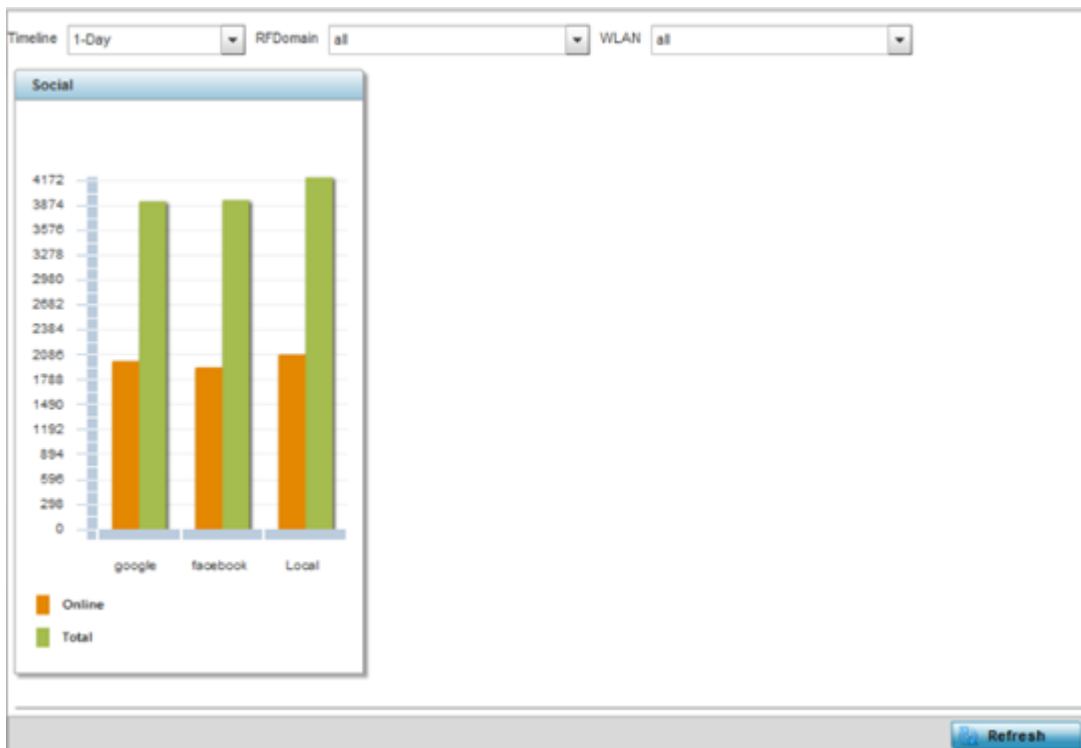 Timeline 1-Day RFDomain all WLAN all
Social
4172
3874
3576
3278
2980
2682
2384
2086
1788
1490
1192
894
596
298
0
google facebook Local
Online
Total
Refresh